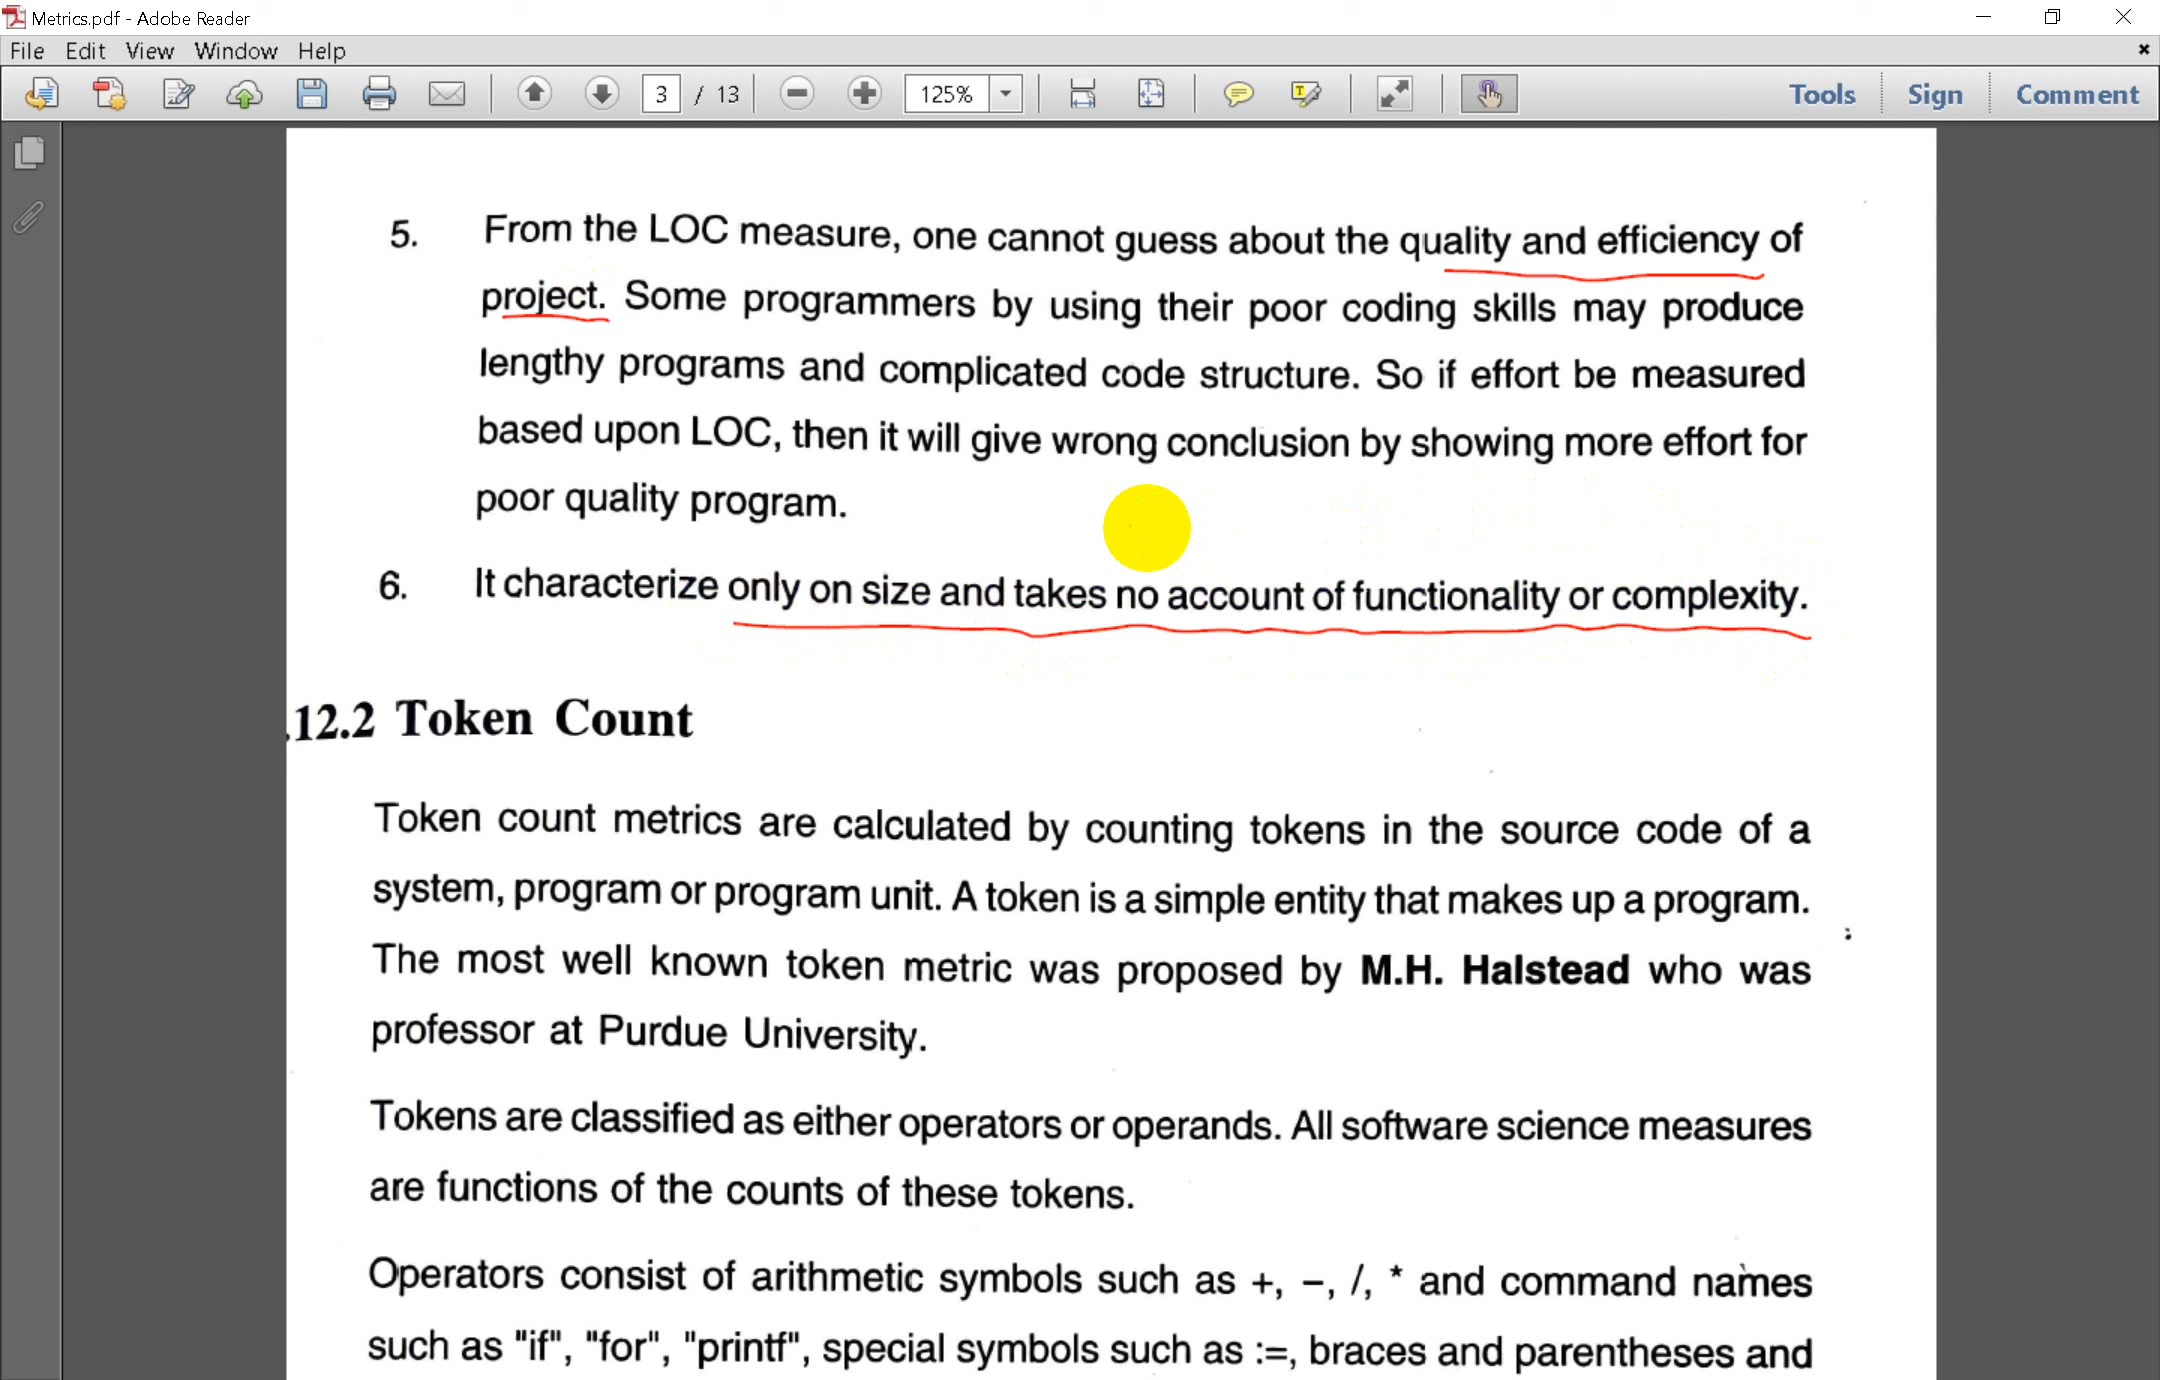 Metrics.pdf - Adobe Reader
File Edit View Window Help
3 / 13 125% Tools Sign Comment
5. From the LOC measure, one cannot guess about the quality and efficiency of
project. Some programmers by using their poor coding skills may produce
lengthy programs and complicated code structure. So if effort be measured
based upon LOC, then it will give wrong conclusion by showing more effort for
poor quality program.
6. It characterize only on size and takes no account of functionality or complexity.
.12.2 Token Count
Token count metrics are calculated by counting tokens in the source code of a
system, program or program unit. A token is a simple entity that makes up a program.
The most well known token metric was proposed by M.H. Halstead who was
professor at Purdue University.
Tokens are classified as either operators or operands. All software science measures
are functions of the counts of these tokens.
Operators consist of arithmetic symbols such as +, –, /, * and command names
such as "if", "for", "printf", special symbols such as :=, braces and parentheses and